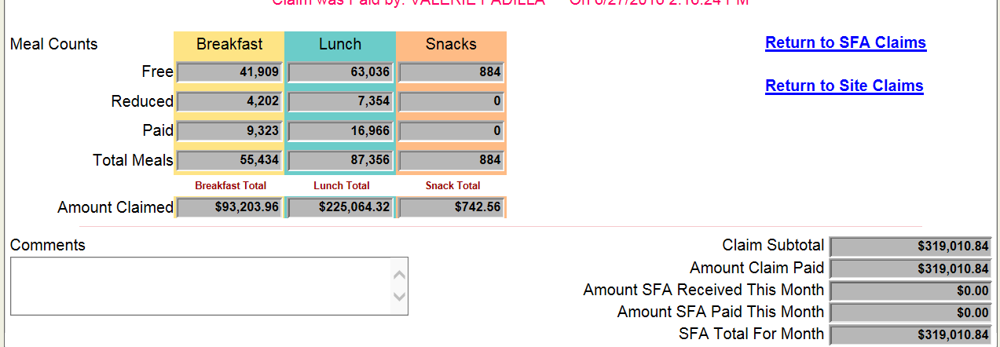 Claim was Paid by: VALERIE PADILLA On 6/27/2016 2:16:24 PM
Meal Counts Breakfast Lunch Snacks Return to SFA Claims
Free 41,909 63,036 884
Return to Site Claims
Reduced 4,202 7,354 0
Paid 9,323 16,966 0
Total Meals 55,434 87,356 884
Breakfast Total Lunch Total Snack Total
Amount Claimed $93,203.96 $225,064.32 $742.56
Comments
Claim Subtotal $319,010.84
Amount Claim Paid $319,010.84
Amount SFA Received This Month $0.00
Amount SFA Paid This Month $0.00
SFA Total For Month $319,010.84